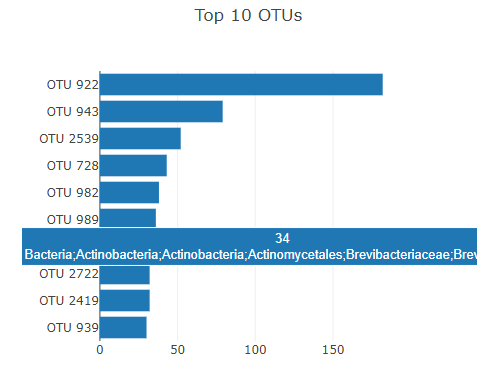 Top 10 OTUs
OTU 922
OTU 943
OTU 2539
OTU 728
OTU 982
OTU 989
34
Bacteria;Actinobacteria;Actinobacteria;Actinomycetales;Brevibacteriaceae;Brev
OTU 2722
OTU 2419
OTU 939
0 50 100 150